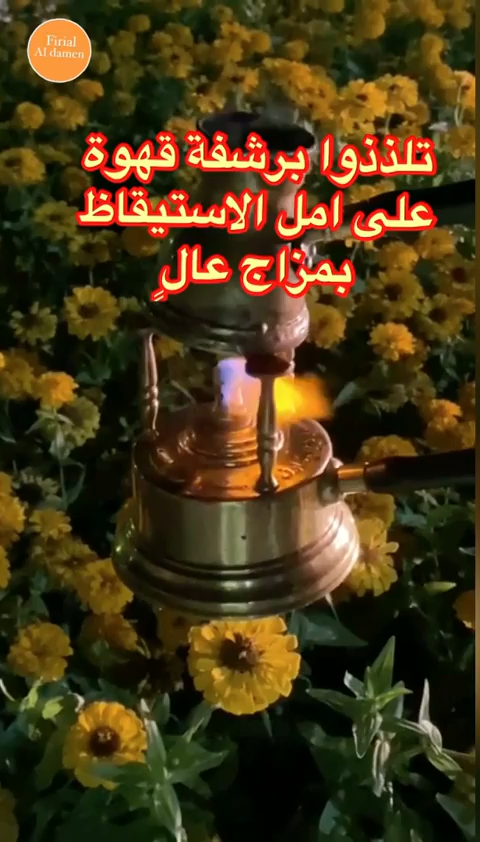 Firial
Al damen
تلذذوا برشفة قهوة
على امل الاستيقاظ
بمزاج عالٍ